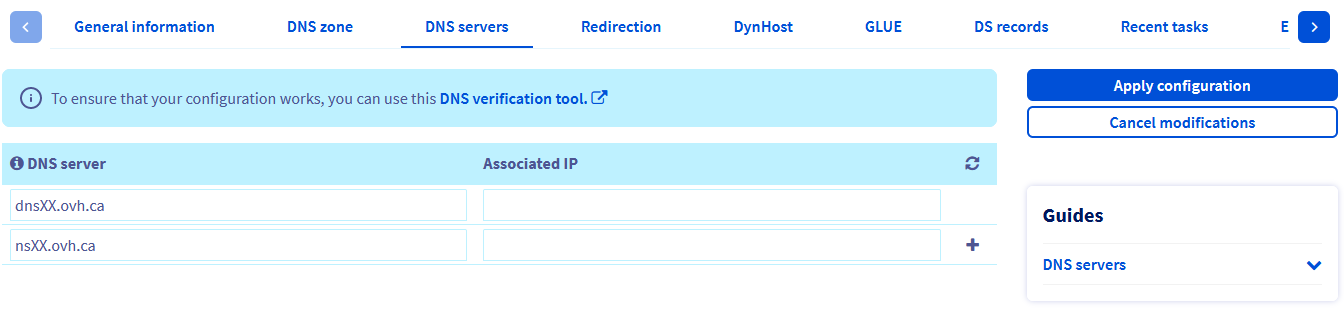 General information DNS zone DNS servers Redirection DynHost GLUE DS records Recent tasks E
To ensure that your configuration works, you can use this DNS verification tool.
Apply configuration
Cancel modifications
DNS server Associated IP
dnsXX.ovh.ca
nsXX.ovh.ca
Guides
DNS servers